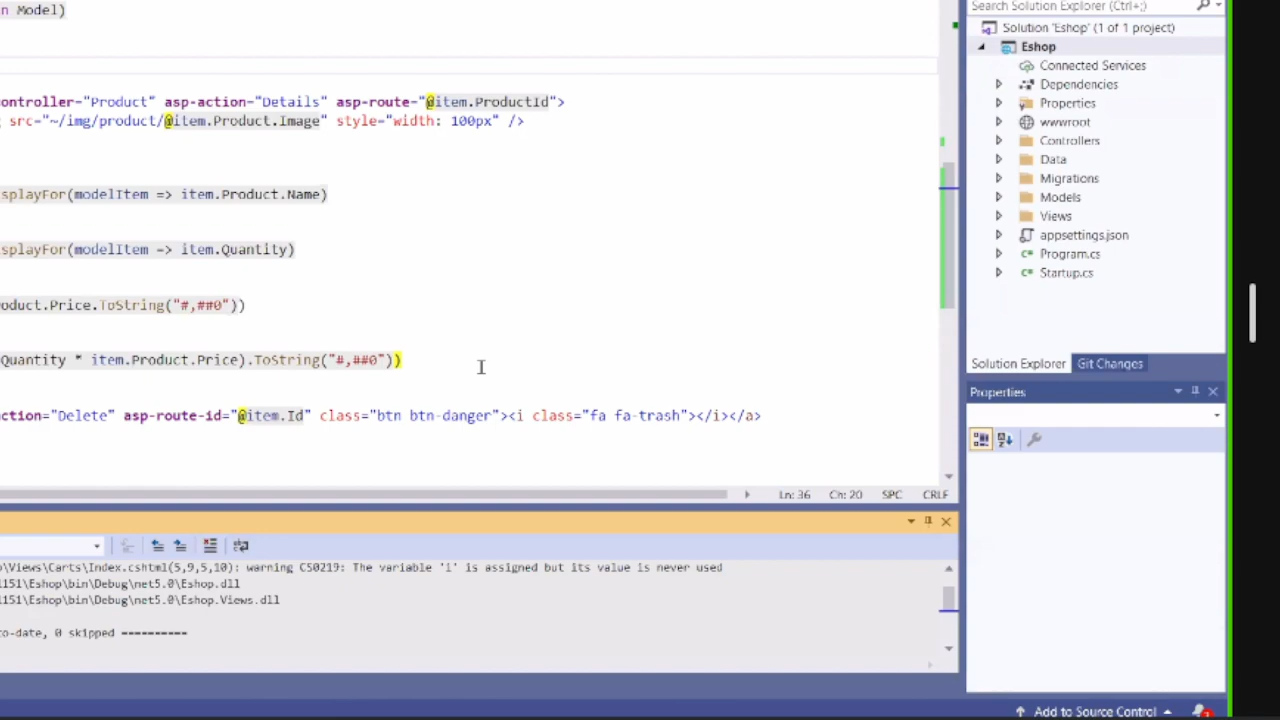 n Model)
ontroller="Product" asp-action="Details" asp-route="@item.ProductId">
src="~/img/product/@item.Product.Image" style="width: 100px" />
splayFor(modelItem => item.Product.Name)
splayFor(modelItem => item.Quantity)
oduct.Price.ToString("#,##0"))
Quantity * item.Product.Price).ToString("#,##0"))
ction="Delete" asp-route-id="@item.Id" class="btn btn-danger"><i class="fa fa-trash"></i></a>
Ln: 36 Ch: 20 SPC CRLF
o\Views\Carts\Index.cshtml(5,9,5,10): warning CS0219: The variable 'i' is assigned but its value is never used
1151\Eshop\bin\Debug\net5.0\Eshop.dll
1151\Eshop\bin\Debug\net5.0\Eshop.Views.dll
to-date, 0 skipped ----------
Search Solution Explorer (Ctrl+;)
Solution 'Eshop' (1 of 1 project)
Eshop
Connected Services
Dependencies
Properties
wwwroot
Controllers
Data
Migrations
Models
Views
appsettings.json
Program.cs
Startup.cs
Solution Explorer Git Changes
Properties
Add to Source Control